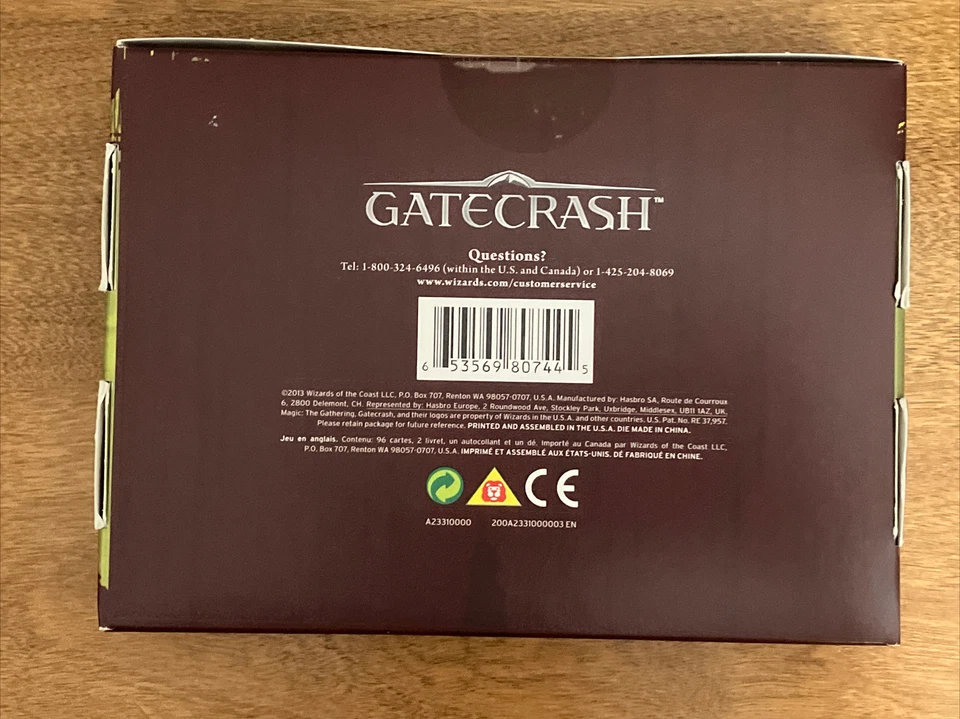 GATECRASH™
Questions?
Tel: 1-800-324-6496 (within the U.S. and Canada) or 1-425-204-8069
www.wizards.com/customerservice
6 53569 80744 5
©2013 Wizards of the Coast LLC, P.O. Box 707, Renton WA 98057-0707, U.S.A. Manufactured by: Hasbro SA, Route de Courroux
6, 2800 Delemont, CH. Represented by: Hasbro Europe, 2 Roundwood Ave, Stockley Park, Uxbridge, Middlesex, UB11 1AZ, UK.
Magic: The Gathering, Gatecrash, and their logos are property of Wizards in the U.S.A. and other countries. U.S. Pat. No. RE 37,957.
Please retain package for future reference. PRINTED AND ASSEMBLED IN THE U.S.A. DIE MADE IN CHINA.
Jeu en anglais. Contenu: 96 cartes, 2 livret, un autocollant et un dé. Importé au Canada par Wizards of the Coast LLC,
P.O. Box 707, Renton WA 98057-0707, U.S.A. IMPRIMÉ ET ASSEMBLÉ AUX ÉTATS-UNIS. DÉ FABRIQUÉ EN CHINE.
CE
A23310000 200A2331000003 EN